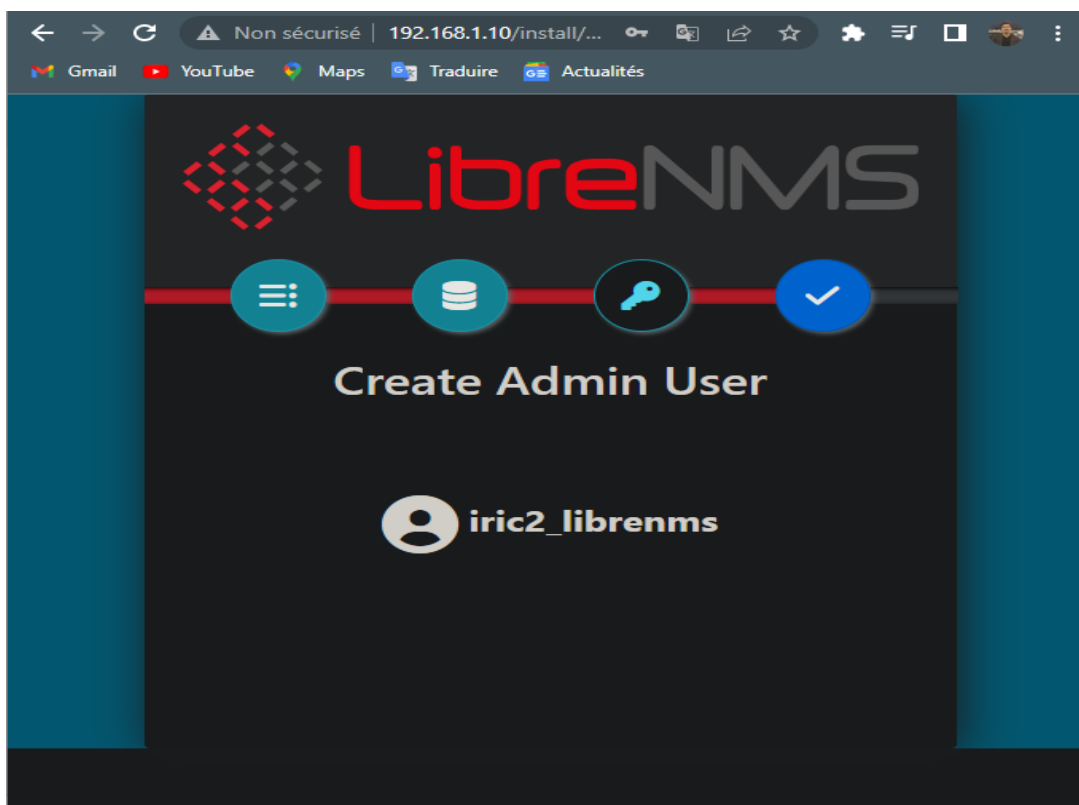 Non sécurisé | 192.168.1.10/install/...
Gmail YouTube Maps Traduire Actualités
LibreNMS
Create Admin User
iric2_librenms